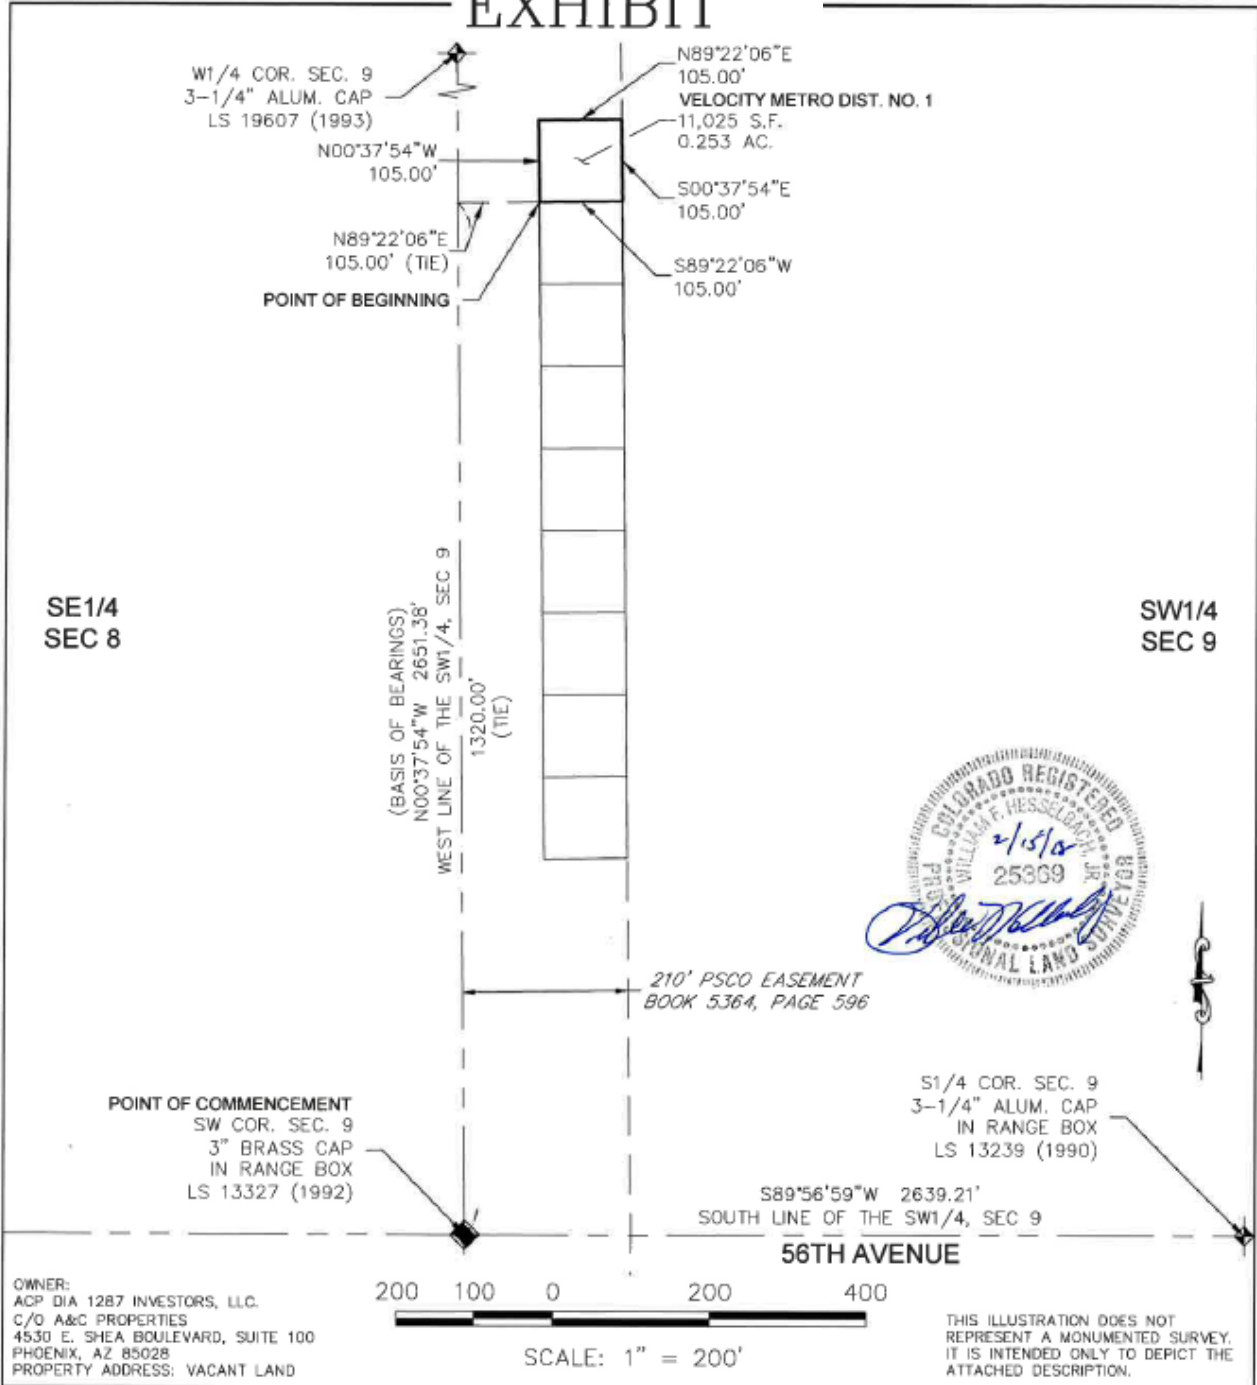 EXHIBIT
W1/4 COR. SEC. 9
3-1/4" ALUM. CAP
LS 19607 (1993)
N89°22'06"E
105.00'
VELOCITY METRO DIST. NO. 1
11,025 S.F.
0.253 AC.
N00°37'54"W
105.00'
S00°37'54"E
105.00'
N89°22'06"E
105.00' (TIE)
S89°22'06"W
105.00'
POINT OF BEGINNING
SE1/4
SEC 8
(BASIS OF BEARINGS)
N00°37'54"W 2651.38'
WEST LINE OF THE SW1/4, SEC 9
1320.00'
(TIE)
SW1/4
SEC 9
COLORADO REGISTERED
WILLIAM F. HESSELBACH, JR.
25369
PROFESSIONAL LAND SURVEYOR
210' PSCO EASEMENT
BOOK 5364, PAGE 596
POINT OF COMMENCEMENT
SW COR. SEC. 9
3" BRASS CAP
IN RANGE BOX
LS 13327 (1992)
S1/4 COR. SEC. 9
3-1/4" ALUM. CAP
IN RANGE BOX
LS 13239 (1990)
S89°56'59"W 2639.21'
SOUTH LINE OF THE SW1/4, SEC 9
56TH AVENUE
OWNER:
ACP DIA 1287 INVESTORS, LLC.
C/O A&C PROPERTIES
4530 E. SHEA BOULEVARD, SUITE 100
PHOENIX, AZ 85028
PROPERTY ADDRESS: VACANT LAND
200 100 0 200 400
SCALE: 1" = 200'
THIS ILLUSTRATION DOES NOT
REPRESENT A MONUMENTED SURVEY.
IT IS INTENDED ONLY TO DEPICT THE
ATTACHED DESCRIPTION.